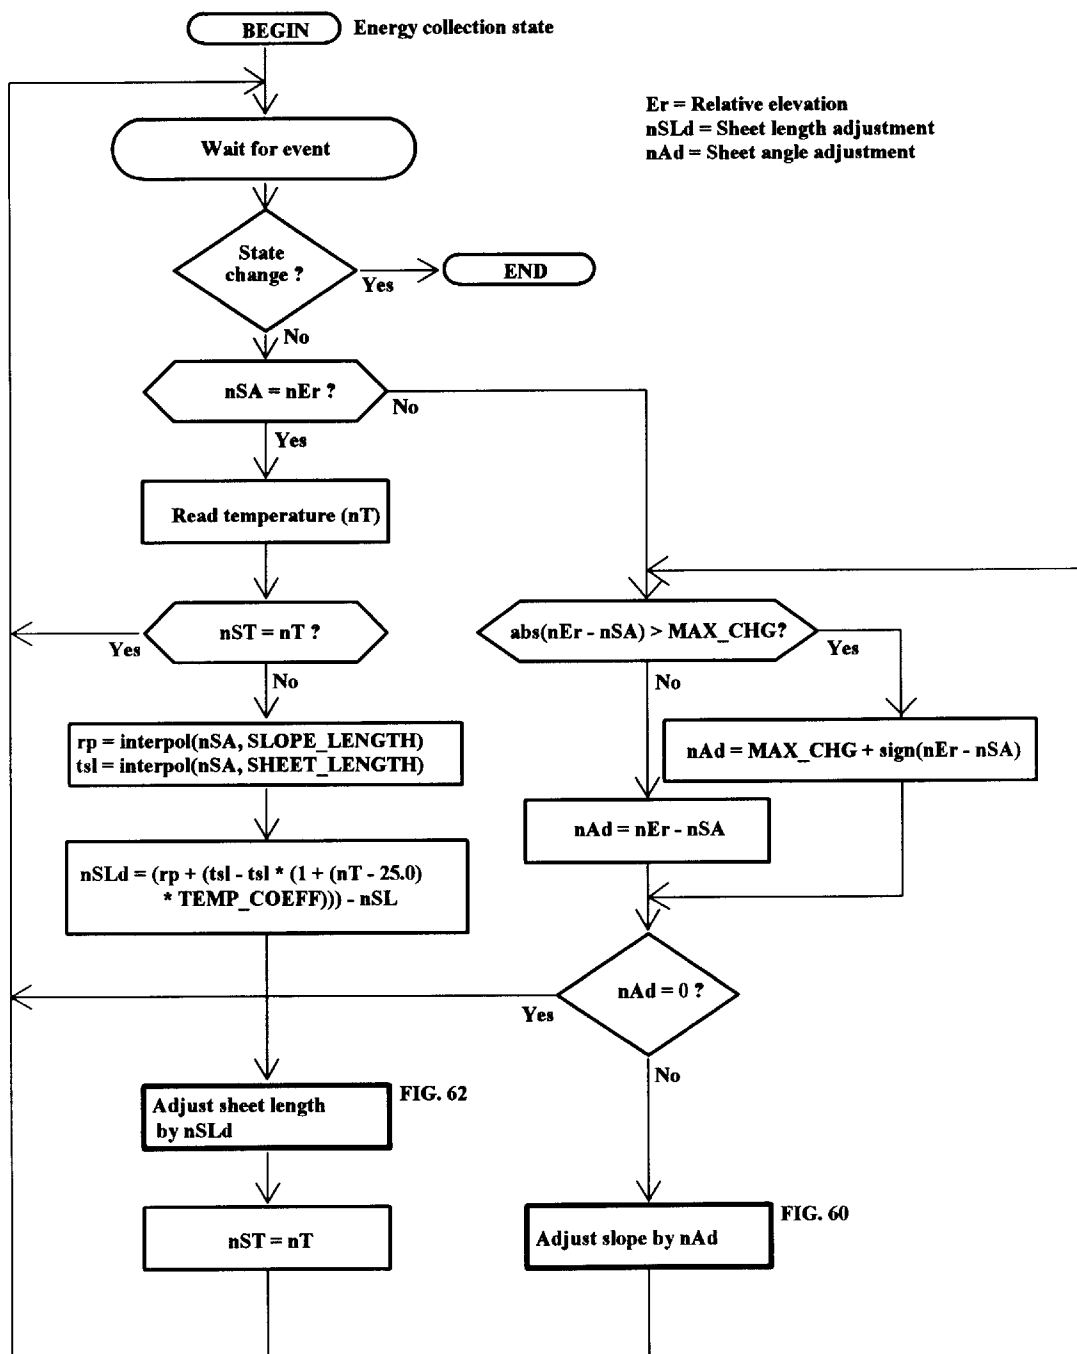 BEGIN
Energy collection state
Er = Relative elevation
nSLd = Sheet length adjustment
nAd = Sheet angle adjustment
Wait for event
State
change ?
Yes
END
No
nSA = nEr ?
No
Yes
Read temperature (nT)
nST = nT ?
Yes
No
abs(nEr - nSA) > MAX_CHG?
Yes
No
rp = interpol(nSA, SLOPE_LENGTH)
tsl = interpol(nSA, SHEET_LENGTH)
nAd = MAX_CHG + sign(nEr - nSA)
nAd = nEr - nSA
nSLd = (rp + (tsl - tsl * (1 + (nT - 25.0)
* TEMP_COEFF))) - nSL
nAd = 0 ?
Yes
No
Adjust sheet length
by nSLd
FIG. 62
nST = nT
Adjust slope by nAd
FIG. 60